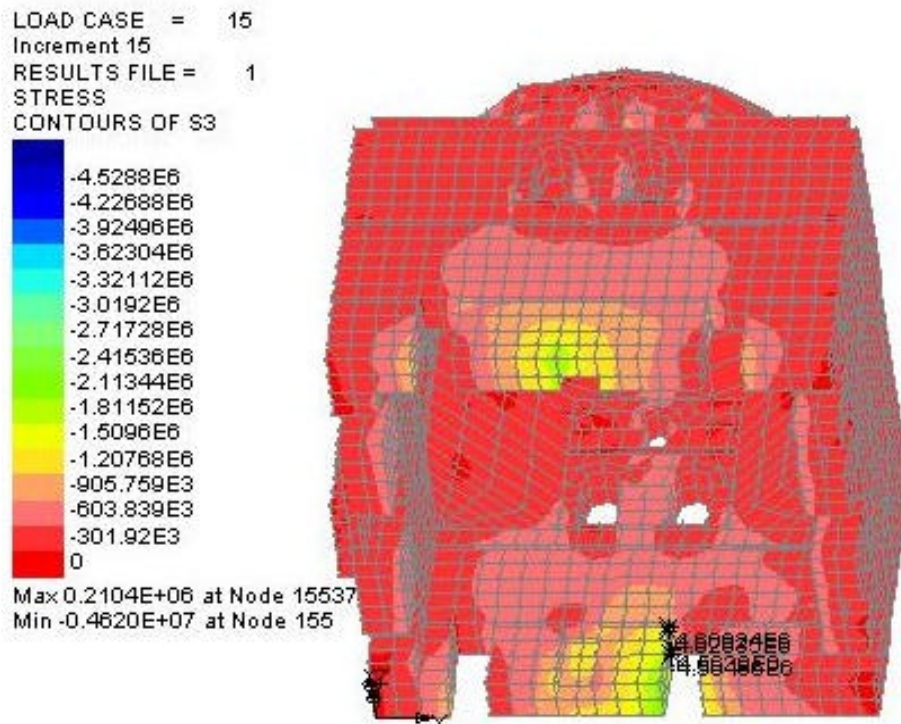 LOAD CASE = 15
Increment 15
RESULTS FILE = 1
STRESS
CONTOURS OF S3
-4.5288E6
-4.22688E6
-3.92496E6
-3.62304E6
-3.32112E6
-3.0192E6
-2.71728E6
-2.41536E6
-2.11344E6
-1.81152E6
-1.5096E6
-1.20768E6
-905.759E3
-603.839E3
-301.92E3
0
Max 0.2104E+06 at Node 15537
Min -0.4620E+07 at Node 155